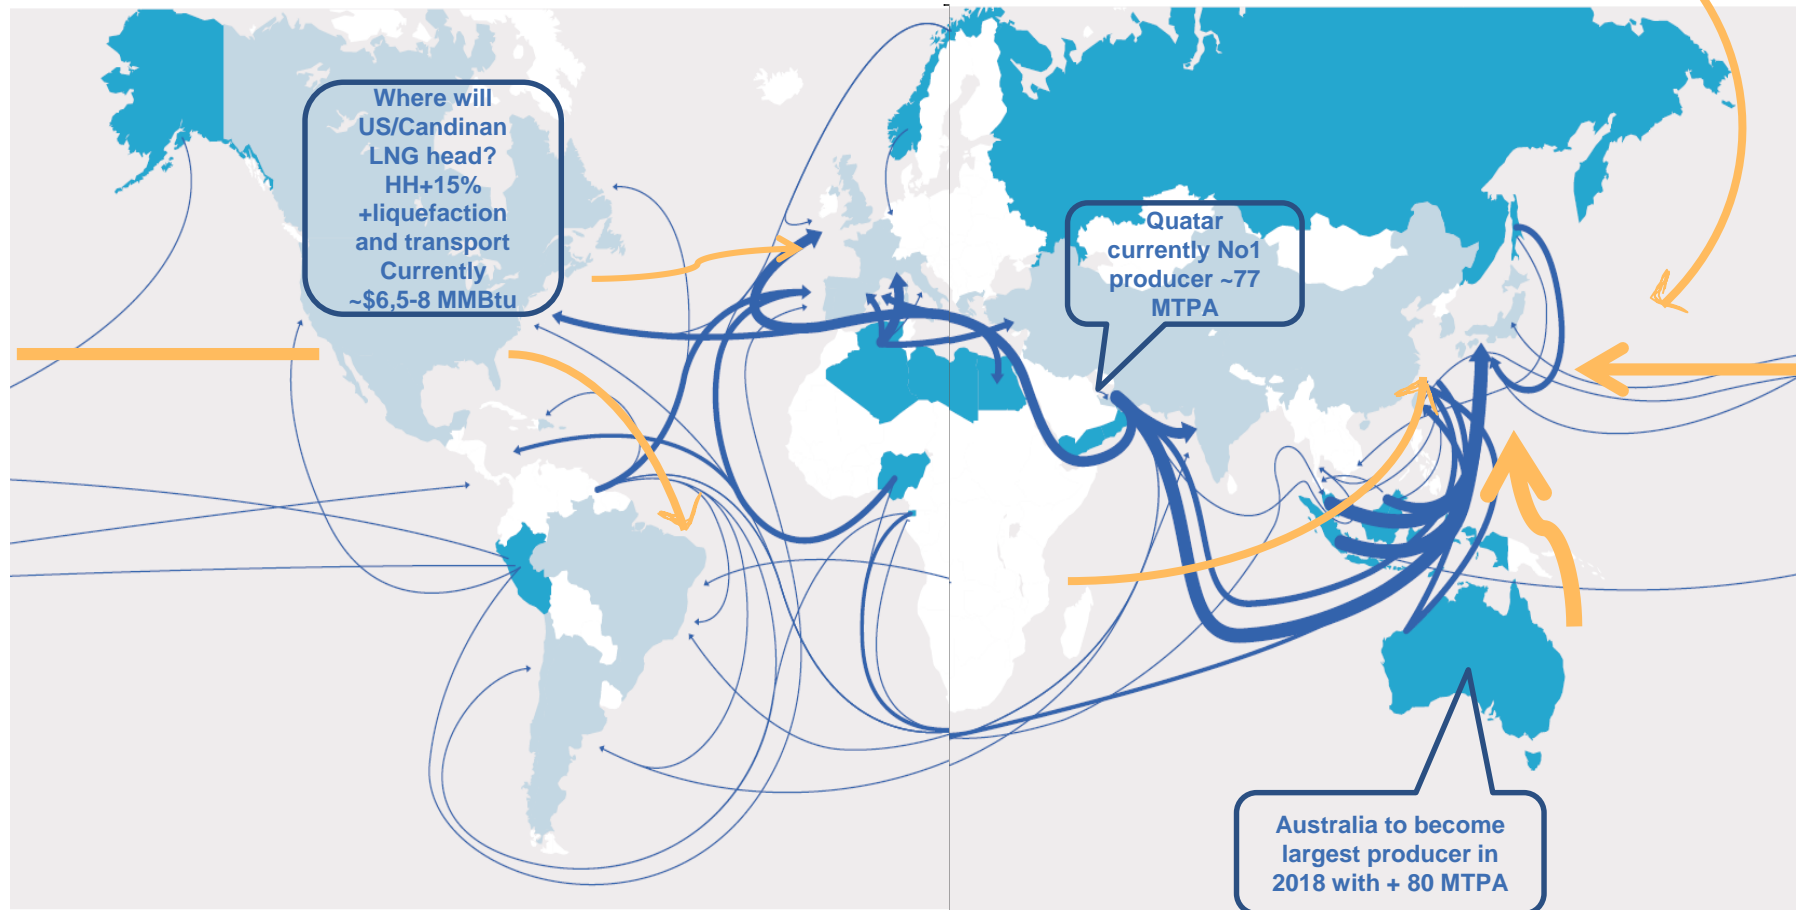 Where will
US/Candinan
LNG head?
HH+15%
+liquefaction
and transport
Currently
~$6,5-8 MMBtu
Quatar
currently No1
producer ~77
MTPA
Australia to become
largest producer in
2018 with + 80 MTPA